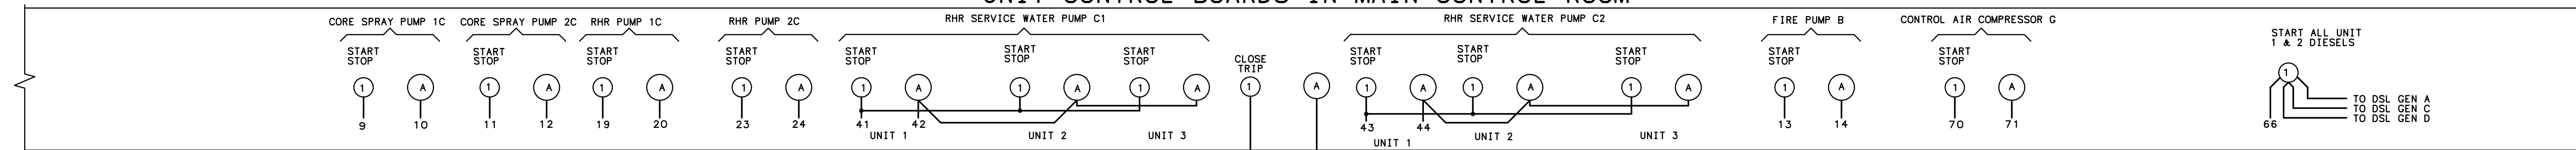 UNIT CONTROL BOARDS IN MAIN CONTROL ROOM
CORE SPRAY PUMP 1C
START
STOP
1
A
9
10
CORE SPRAY PUMP 2C
START
STOP
1
A
11
12
RHR PUMP 1C
START
STOP
1
A
19
20
RHR PUMP 2C
START
STOP
1
A
23
24
RHR SERVICE WATER PUMP C1
START
STOP
1
A
41
42
UNIT 1
START
STOP
1
A
UNIT 2
START
STOP
1
A
UNIT 3
CLOSE
TRIP
1
A
RHR SERVICE WATER PUMP C2
START
STOP
1
A
43
44
UNIT 1
START
STOP
1
A
UNIT 2
START
STOP
1
A
UNIT 3
FIRE PUMP B
START
STOP
1
A
13
14
CONTROL AIR COMPRESSOR G
START
STOP
1
A
70
71
START ALL UNIT
1 & 2 DIESELS
1
66
TO DSL GEN A
TO DSL GEN C
TO DSL GEN D